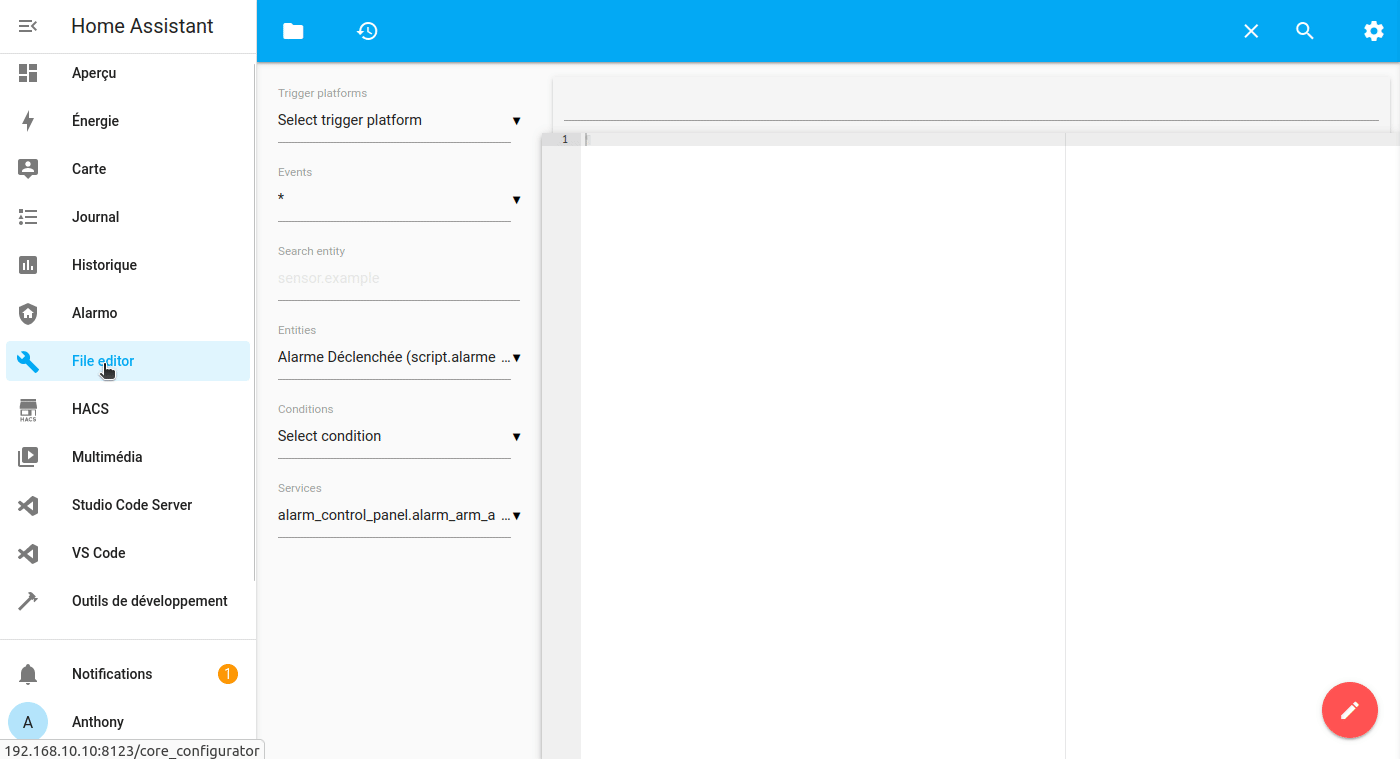 Home Assistant
Aperçu
Énergie
Carte
Journal
Historique
Alarmo
File editor
HACS
HACS
Multimédia
Studio Code Server
VS Code
Outils de développement
Notifications
1
A
Anthony
192.168.10.10:8123/core_configurator
Trigger platforms
Select trigger platform
Events
*
Search entity
sensor.example
Entities
Alarme Déclenchée (script.alarme ...
Conditions
Select condition
Services
alarm_control_panel.alarm_arm_a ...
1